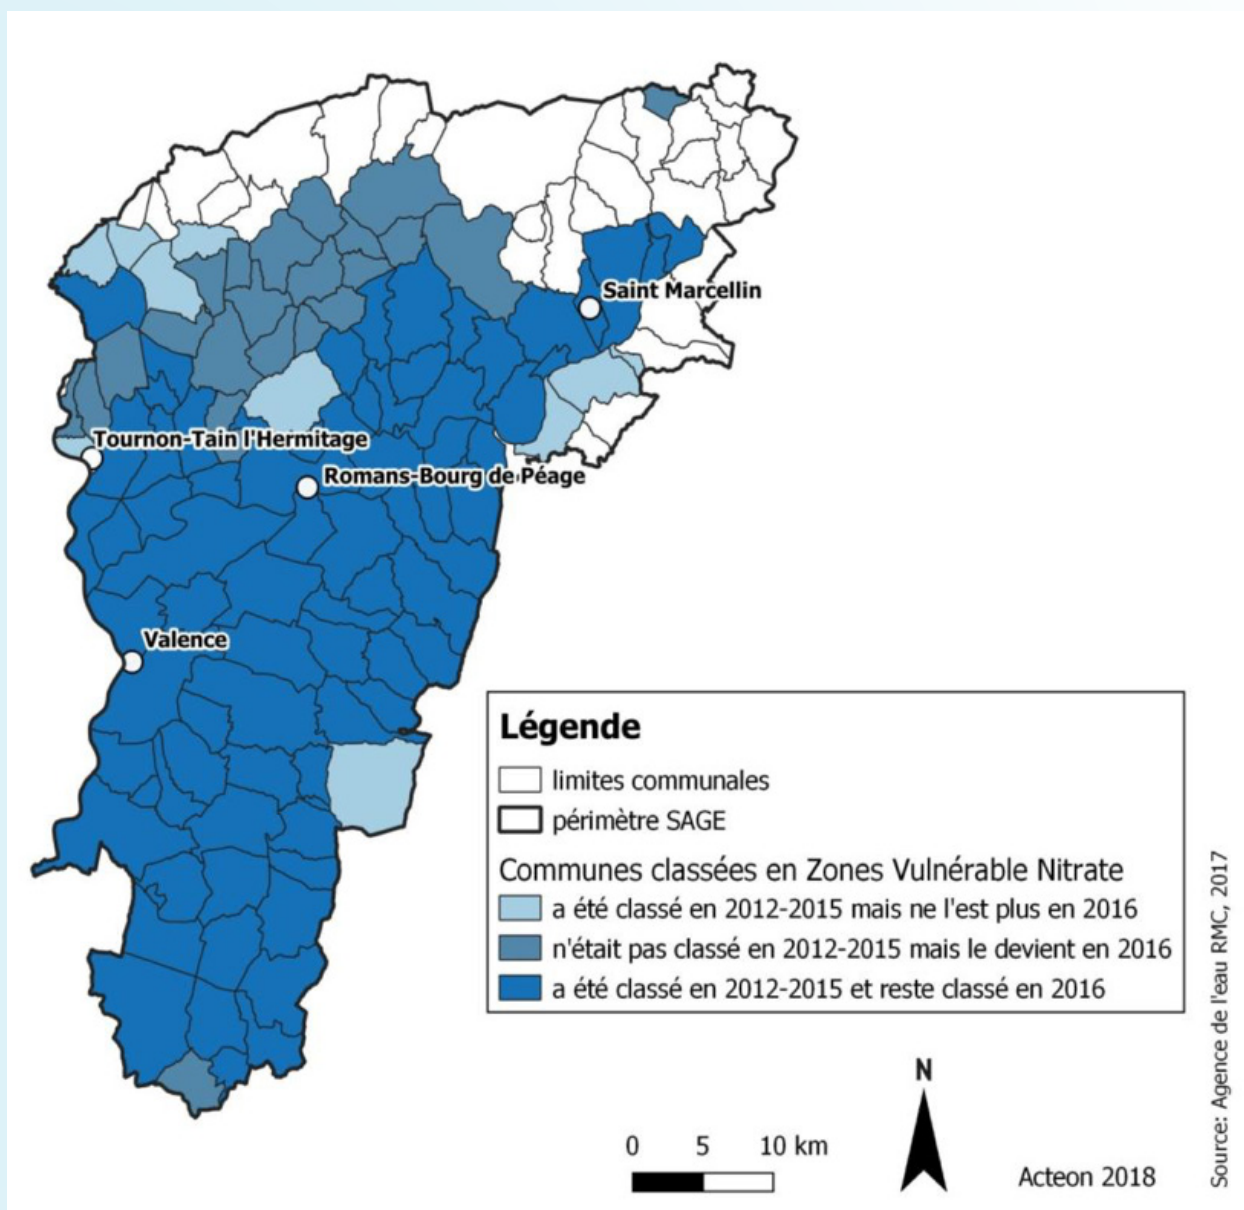 Saint Marcellin
Tournon-Tain l'Hermitage
Romans-Bourg de Péage
Valence
Légende
limites communales
périmètre SAGE
Communes classées en Zones Vulnérable Nitrate
a été classé en 2012-2015 mais ne l'est plus en 2016
n'était pas classé en 2012-2015 mais le devient en 2016
a été classé en 2012-2015 et reste classé en 2016
N
0 5 10 km
Acteon 2018
Source: Agence de l'eau RMC, 2017